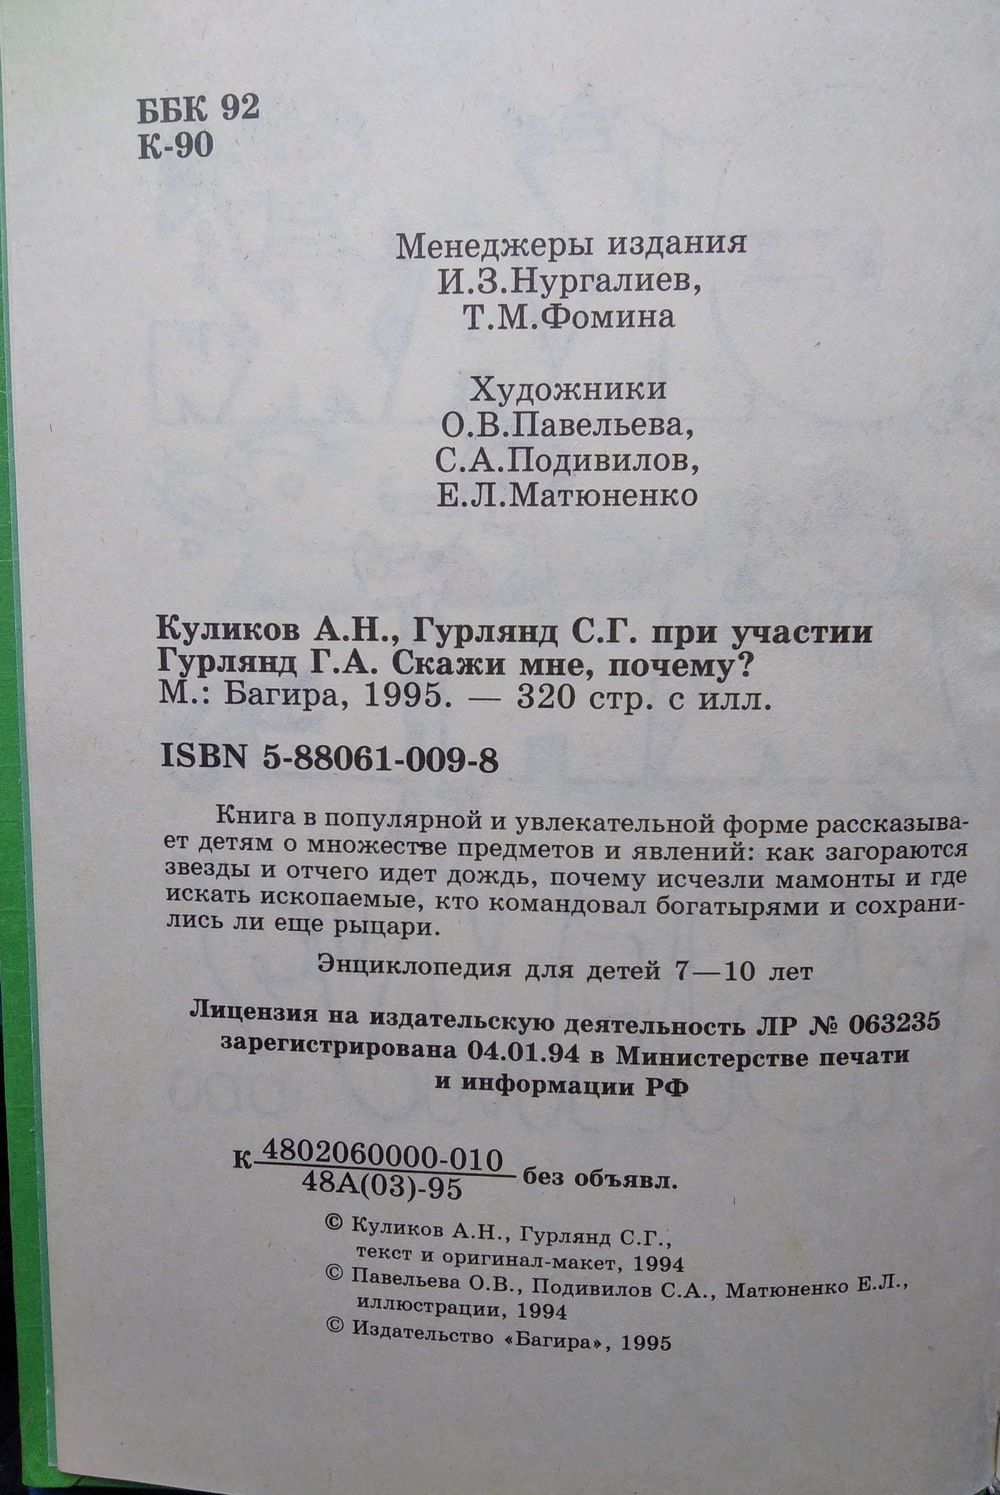 ББК 92
К-90
Менеджеры издания
И.З.Нургалиев,
Т.М.Фомина
Художники
О.В.Павельева,
С.А.Подивилов,
Е.Л.Матюненко
Куликов А.Н., Гурлянд С.Г. при участии
Гурлянд Г.А. Скажи мне, почему?
М.: Багира, 1995. — 320 стр. с илл.
ISBN 5-88061-009-8
Книга в популярной и увлекательной форме рассказыва-
ет детям о множестве предметов и явлений: как загораются
звезды и отчего идет дождь, почему исчезли мамонты и где
искать ископаемые, кто командовал богатырями и сохрани-
лись ли еще рыцари.
Энциклопедия для детей 7—10 лет
Лицензия на издательскую деятельность ЛР № 063235
зарегистрирована 04.01.94 в Министерстве печати
и информации РФ
К 4802060000-010
48А(03)-95 без объявл.
© Куликов А.Н., Гурлянд С.Г.,
текст и оригинал-макет, 1994
© Павельева О.В., Подивилов С.А., Матюненко Е.Л.,
иллюстрации, 1994
© Издательство «Багира», 1995